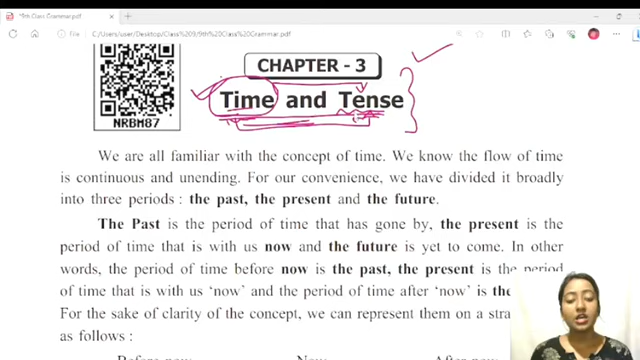 *9th Class Grammar.pdf
C:/Users/user/Desktop/Class%209/9th%20Class%20Grammar.pdf
CHAPTER - 3
Time and Tense
NRBM87
We are all familiar with the concept of time. We know the flow of time
is continuous and unending. For our convenience, we have divided it broadly
into three periods : the past, the present and the future.
The Past is the period of time that has gone by, the present is the
period of time that is with us now and the future is yet to come. In other
words, the period of time before now is the past, the present is the period
of time that is with us 'now' and the period of time after 'now' is the
For the sake of clarity of the concept, we can represent them on a
as follows :
Before now Now After now